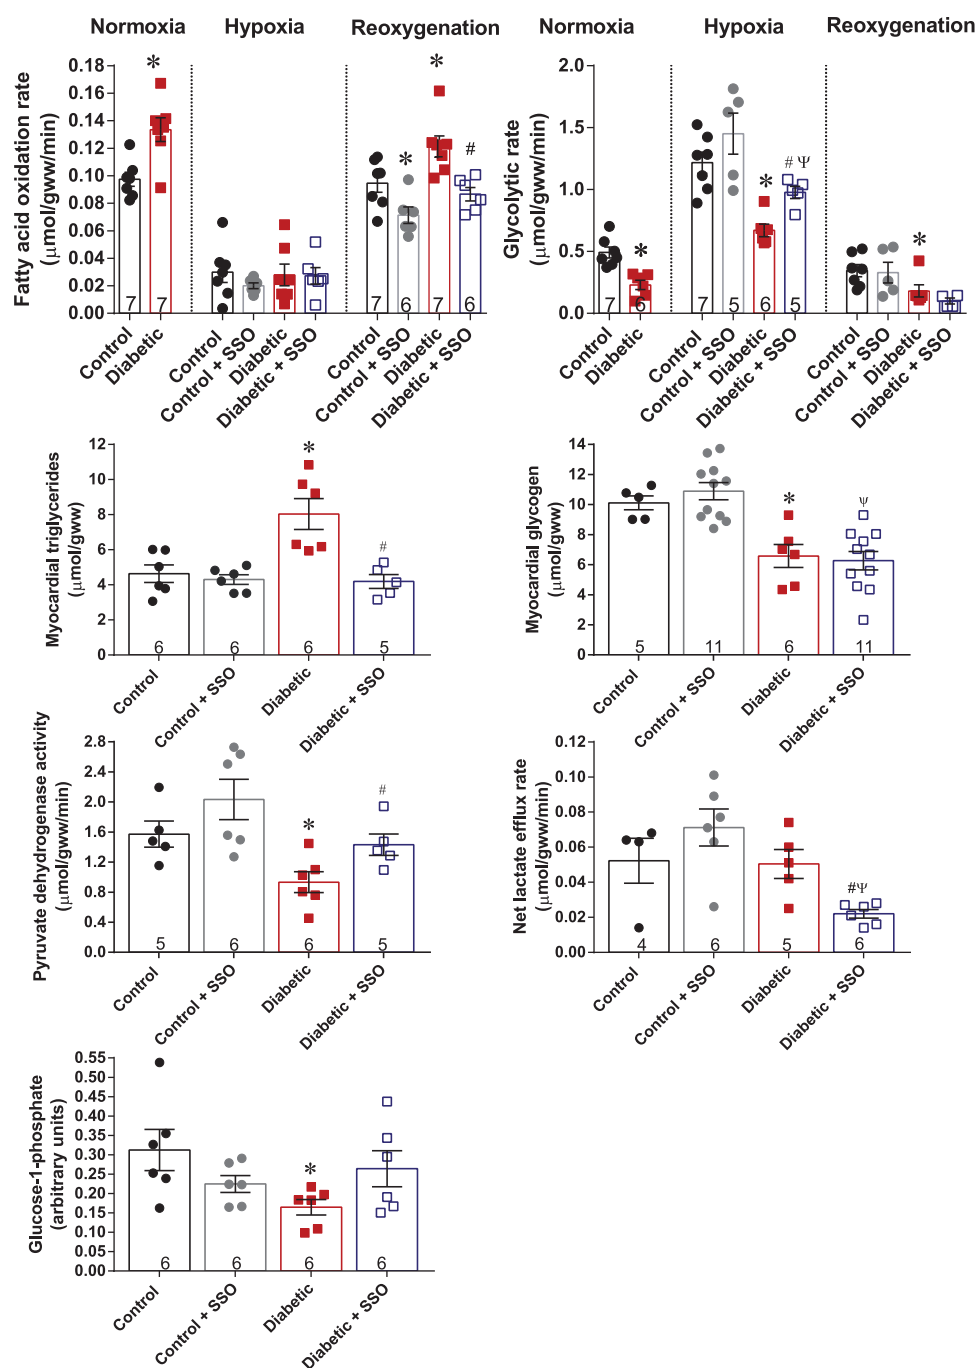 Normoxia Hypoxia Reoxygenation
Fatty acid oxidation rate
(μmol/gww/min)
0.18
0.16
0.14
0.12
0.10
0.08
0.06
0.04
0.02
0.00
*
* * #
7 7 7 6 7 6
Control
Diabetic
Control
Control + SSO
Diabetic
Diabetic + SSO
Control
Control + SSO
Diabetic
Diabetic + SSO
Normoxia Hypoxia Reoxygenation
Glycolytic rate
(μmol/gww/min)
2.0
1.5
1.0
0.5
0.0
*
* # Ψ
*
7 6 7 5 6 5
Control
Diabetic
Control
Control + SSO
Diabetic
Diabetic + SSO
Control
Control + SSO
Diabetic
Diabetic + SSO
Myocardial triglycerides
(μmol/gww)
12
10
8
6
4
2
0
*
#
6 6 6 5
Control
Control + SSO
Diabetic
Diabetic + SSO
Myocardial glycogen
(μmol/gww)
14
12
10
8
6
4
2
0
*
Ψ
5 11 6 11
Control
Control + SSO
Diabetic
Diabetic + SSO
Pyruvate dehydrogenase activity
(μmol/gww/min)
2.8
2.4
2.0
1.6
1.2
0.8
0.4
0.0
*
#
5 6 6 5
Control
Control + SSO
Diabetic
Diabetic + SSO
Net lactate efflux rate
(μmol/gww/min)
0.12
0.10
0.08
0.06
0.04
0.02
0.00
#Ψ
4 6 5 6
Control
Control + SSO
Diabetic
Diabetic + SSO
Glucose-1-phosphate
(arbitrary units)
0.55
0.50
0.45
0.40
0.35
0.30
0.25
0.20
0.15
0.10
0.05
0.00
*
6 6 6 6
Control
Control + SSO
Diabetic
Diabetic + SSO